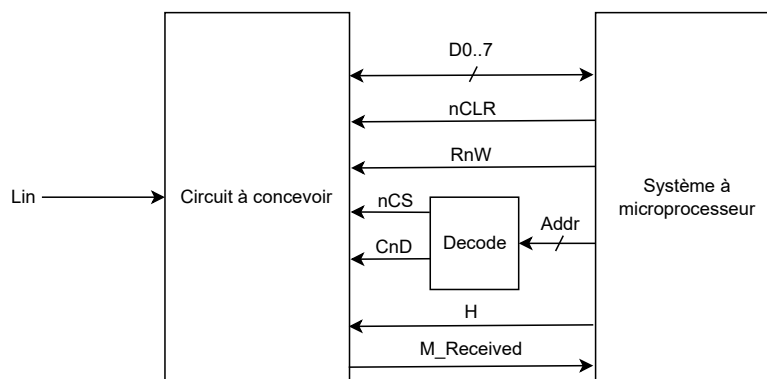 D0..7
nCLR
RnW
Lin
Circuit à concevoir
nCS
Addr
Système à
microprocesseur
Decode
CnD
H
M_Received